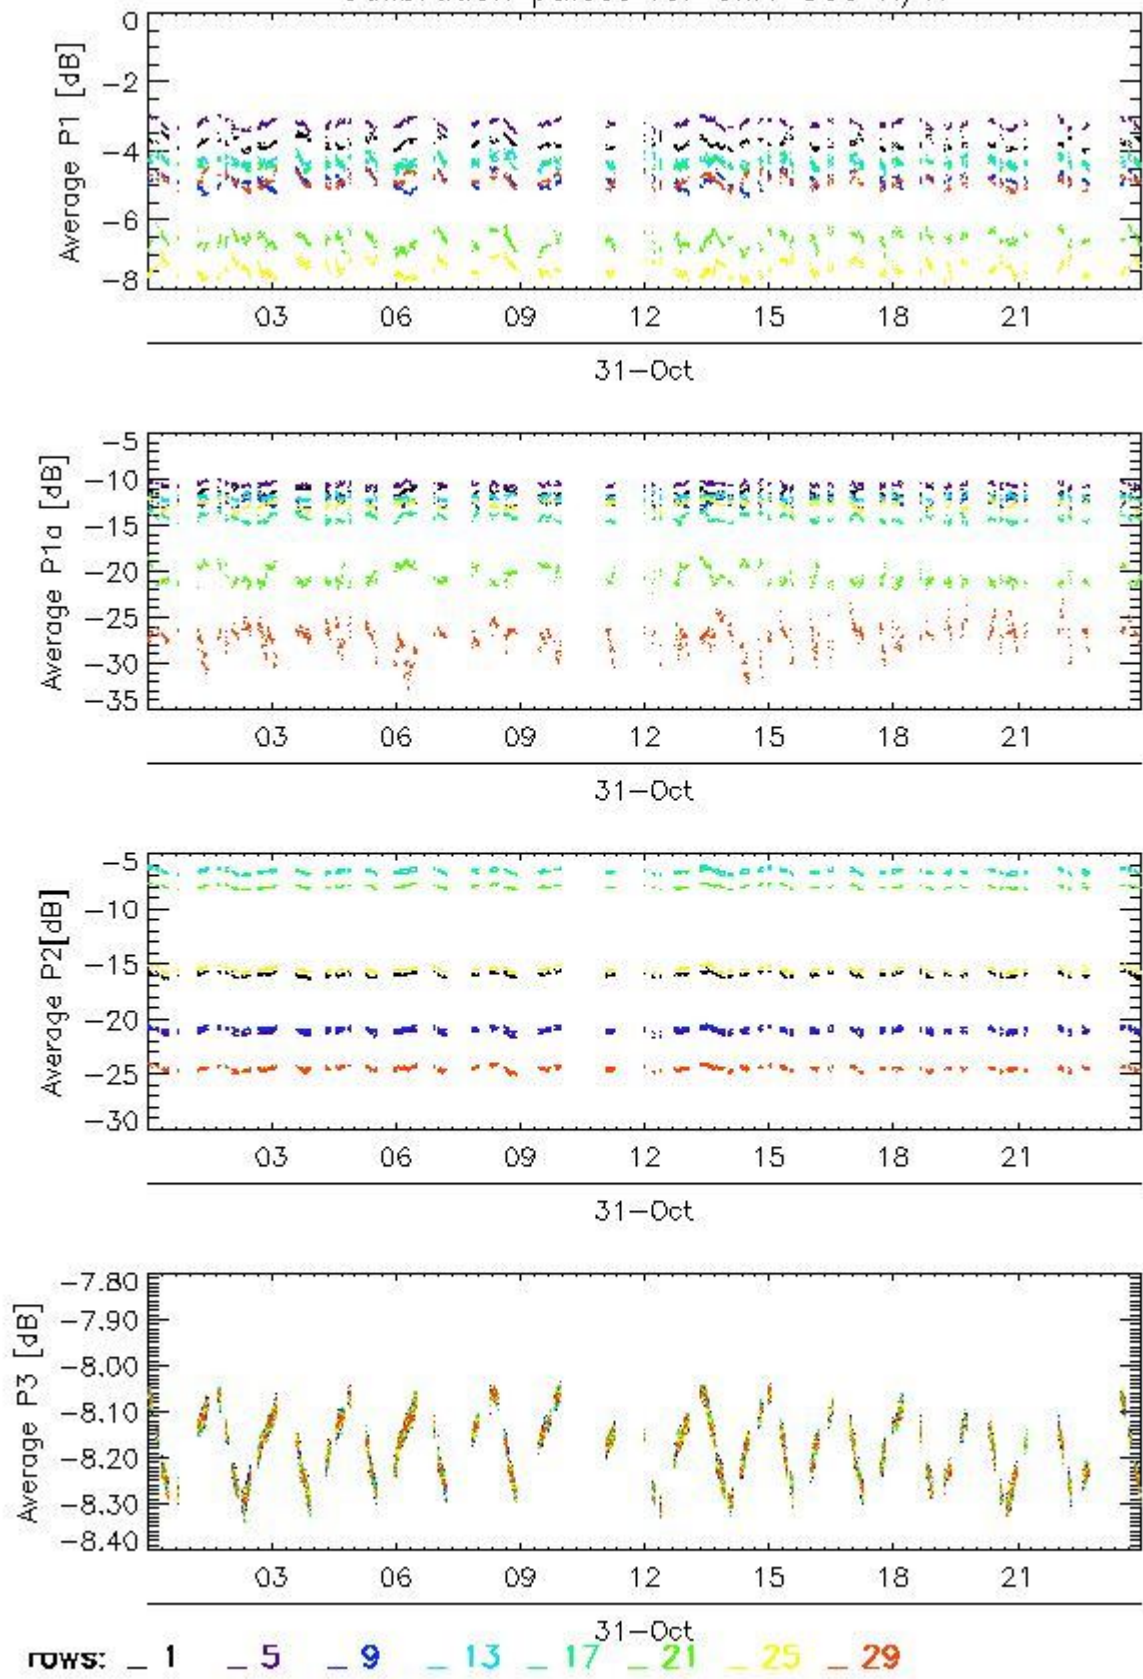 0
−2
−4
−6
−8
Average P1 [dB]
03 06 09 12 15 18 21
31−Oct
−5
−10
−15
−20
−25
−30
−35
Average P1a [dB]
03 06 09 12 15 18 21
31−Oct
−5
−10
−15
−20
−25
−30
Average P2[dB]
03 06 09 12 15 18 21
31−Oct
−7.80
−7.90
−8.00
−8.10
−8.20
−8.30
−8.40
Average P3 [dB]
03 06 09 12 15 18 21
31−Oct
rows: _ 1 _ 5 _ 9 _ 13 _ 17 _ 21 _ 25 _ 29